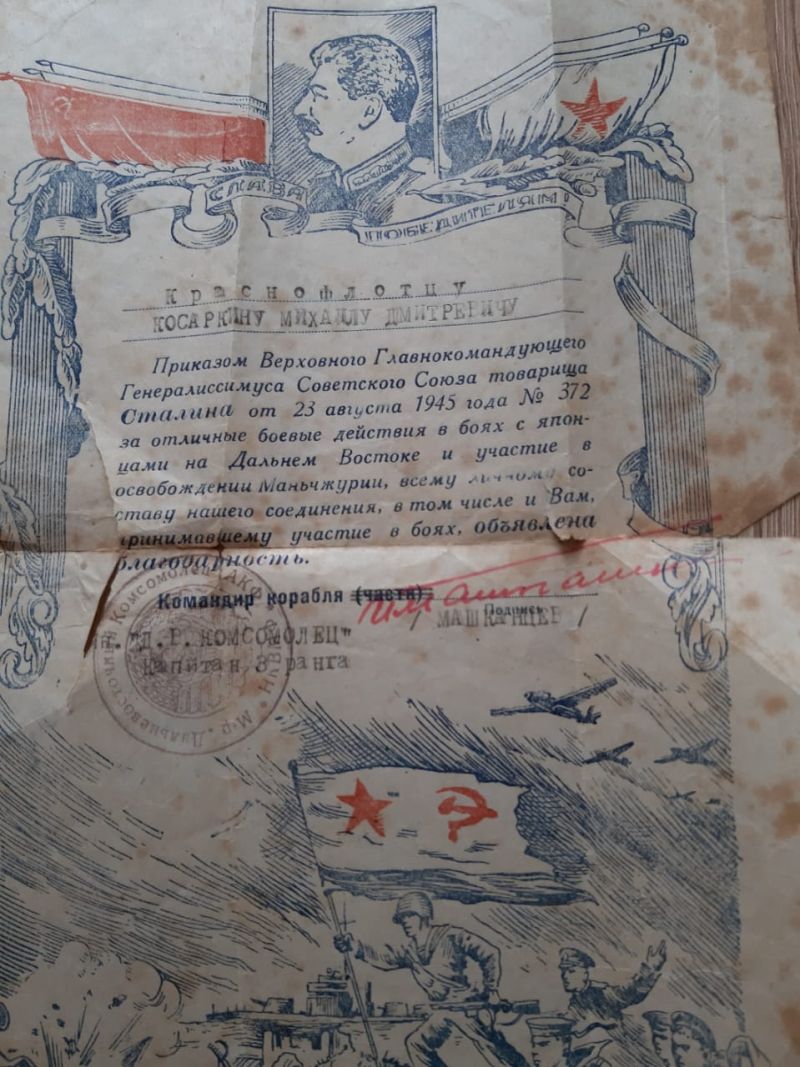 СЛАВА
ПОБЕДИТЕЛЯМ!
Краснофлотцу
КОСАРКИНУ МИХАИЛУ ДМИТРЕВИЧУ
Приказом Верховного Главнокомандующего
Генералиссимуса Советского Союза товарища
Сталина от 23 августа 1945 года № 372
за отличные боевые действия в боях с япон-
цами на Дальнем Востоке и участие в
освобождении Маньчжурии, всему личному со-
ставу нашего соединения, в том числе и Вам,
принимавшему участие в боях, объявлена
благодарность.
Командир корабля (части)
Подпись
"Д.В. КОМСОМОЛЕЦ" / МАШКАНЦЕВ /
Капитан 3 ранга